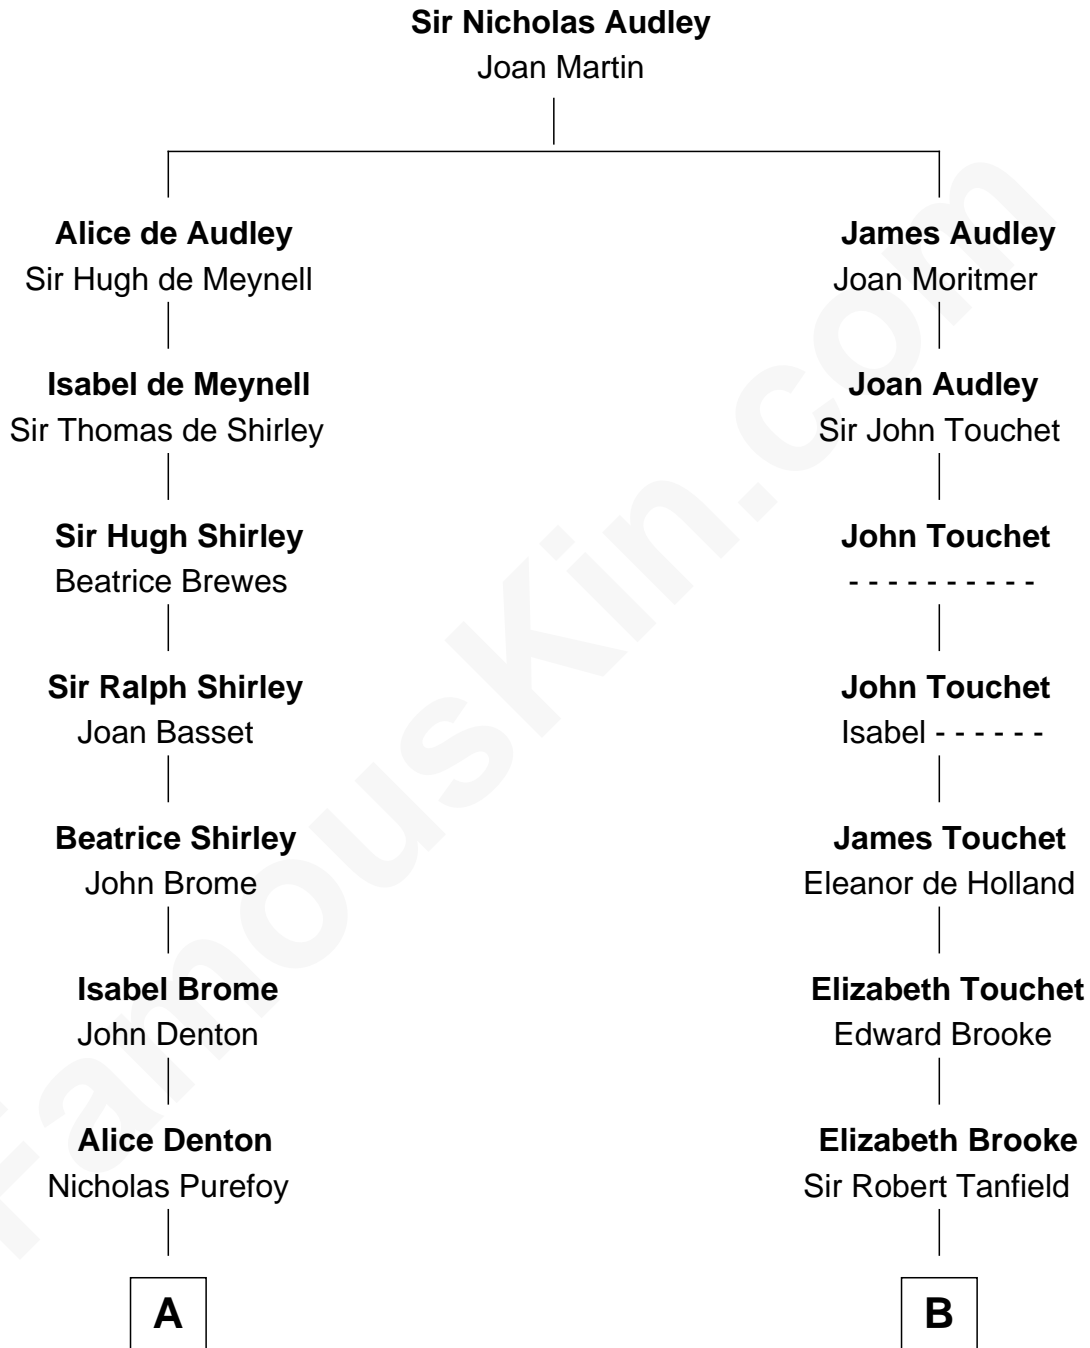 Sir Nicholas Audley
Joan Martin
Alice de Audley
Sir Hugh de Meynell
James Audley
Joan Moritmer
Isabel de Meynell
Sir Thomas de Shirley
Joan Audley
Sir John Touchet
Sir Hugh Shirley
Beatrice Brewes
John Touchet
- - - - - - - - - -
Sir Ralph Shirley
Joan Basset
John Touchet
Isabel - - - - - -
Beatrice Shirley
John Brome
James Touchet
Eleanor de Holland
Isabel Brome
John Denton
Elizabeth Touchet
Edward Brooke
Alice Denton
Nicholas Purefoy
Elizabeth Brooke
Sir Robert Tanfield
A
B
FamousKin.com